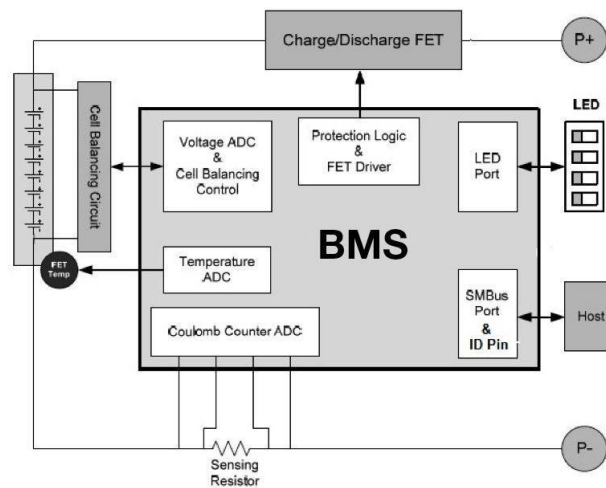 Charge/Discharge FET
P+
LED
Cell Balancing Circuit
Voltage ADC
&
Cell Balancing
Control
Protection Logic
&
FET Driver
LED
Port
BMS
FET
Temp
Temperature
ADC
SMBus
Port
&
ID Pin
Host
Coulomb Counter ADC
Sensing
Resistor
P-